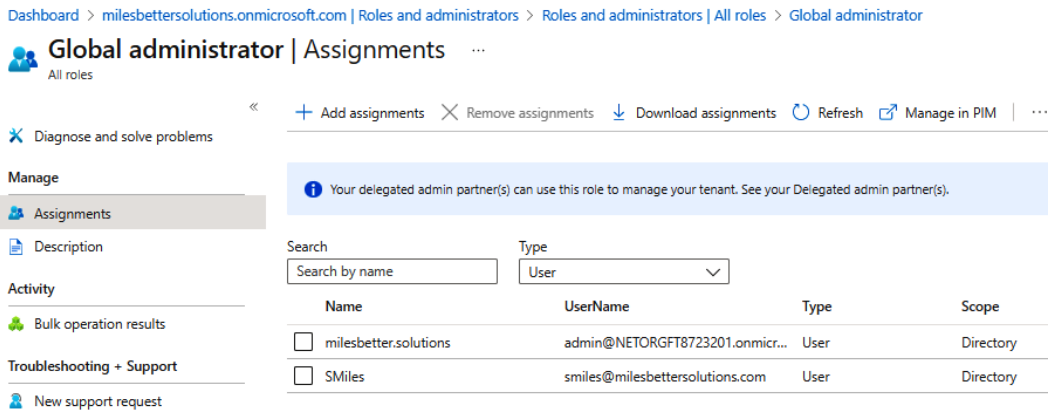 Dashboard > milesbettersolutions.onmicrosoft.com | Roles and administrators > Roles and administrators | All roles > Global administrator
Global administrator | Assignments ...
All roles
«
Diagnose and solve problems
Manage
Assignments
Description
Activity
Bulk operation results
Troubleshooting + Support
New support request
Add assignments Remove assignments Download assignments Refresh Manage in PIM | ...
Your delegated admin partner(s) can use this role to manage your tenant. See your Delegated admin partner(s).
Search Type
Search by name User
Name UserName Type Scope
milesbetter.solutions admin@NETORGFT8723201.onmicr... User Directory
SMiles smiles@milesbettersolutions.com User Directory